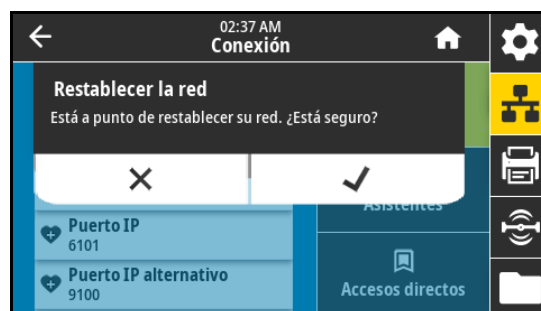 02:37 AM
Conexión
Restablecer la red
Está a punto de restablecer su red. ¿Está seguro?
Asistentes
Puerto IP
6101
Puerto IP alternativo
9100
Accesos directos